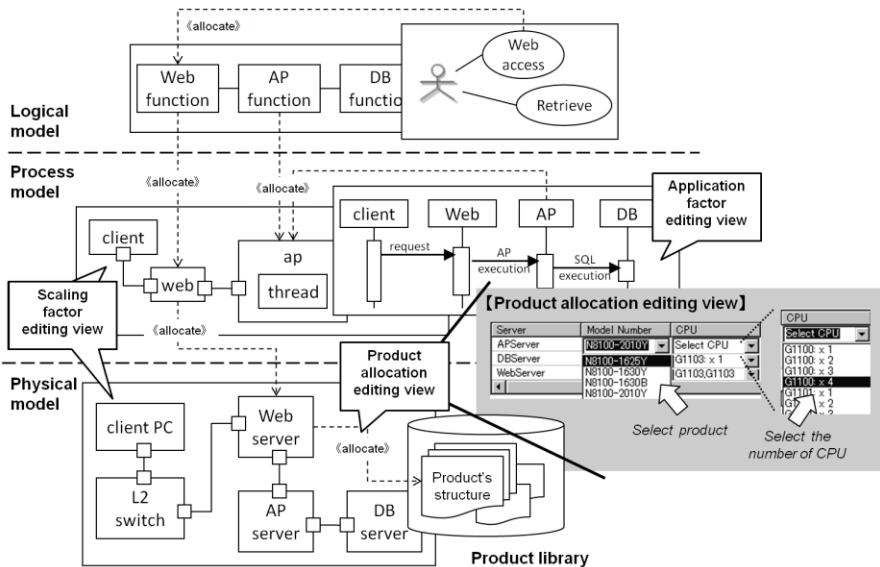 《allocate》
Web
access
Retrieve
Web
function
AP
function
DB
functio
Logical
model
Process
model
《allocate》
《allocate》
Application
factor
editing view
client
Web
AP
DB
request
AP
execution
SQL
execution
client
web
ap
thread
Scaling
factor
editing view
《allocate》
【Product allocation editing view】
Server Model Number CPU
APServer N8100-2010Y Select CPU
DBServer N8100-1625Y G1103: x 1
WebServer N8100-1630Y G1103,G1103
N8100-1630B
N8100-2010Y
Select product
CPU
Select CPU
G1100: x 1
G1100: x 2
G1100: x 3
G1100: x 4
G1101: x 1
x 2
Select the
number of CPU
Product
allocation
editing view
Physical
model
client PC
L2
switch
Web
server
AP
server
DB
server
《allocate》
Product's
structure
Product library